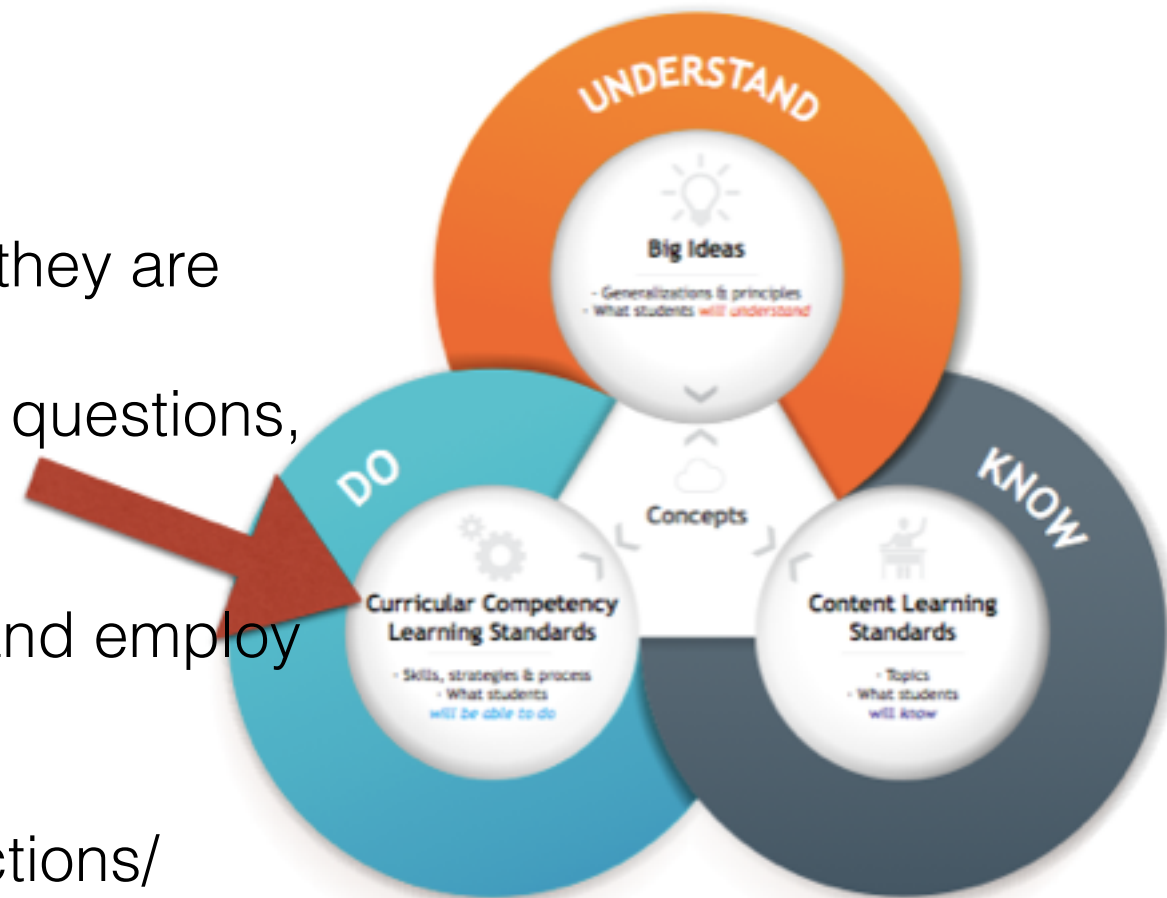 they are
questions,
nd employ
ctions/
UNDERSTAND
Big Ideas
- Generalizations & principles
- What students will understand
DO
Curricular Competency
Learning Standards
- Skills, strategies & process
- What students
will be able to do
Concepts
KNOW
Content Learning
Standards
- Topics
- What students
will know